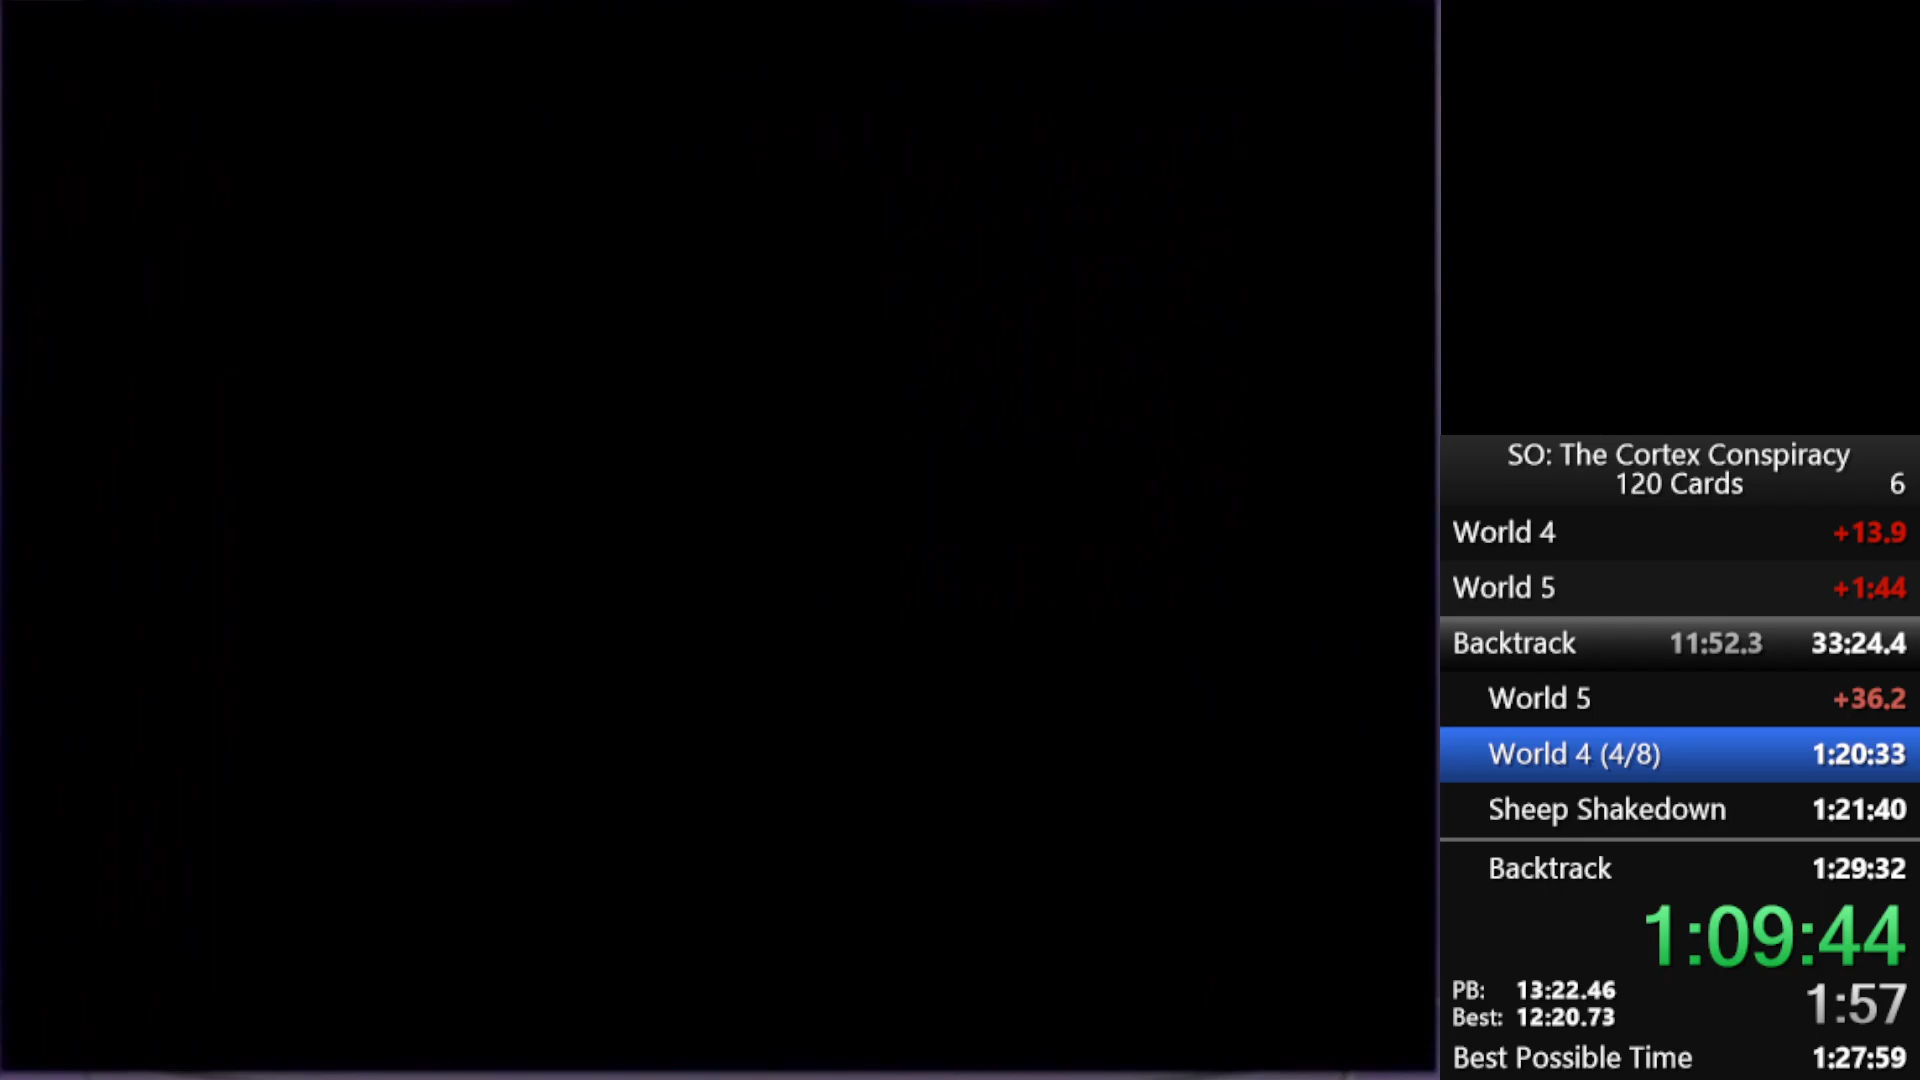 SO: The Cortex Conspiracy
120 Cards 6
World 4 +13.9
World 5 +1:44
Backtrack 11:52.3 33:24.4
World 5 +36.2
World 4 (4/8) 1:20:33
Sheep Shakedown 1:21:40
Backtrack 1:29:32
1:09:44
PB: 13:22.46 1:57
Best: 12:20.73
Best Possible Time 1:27:59